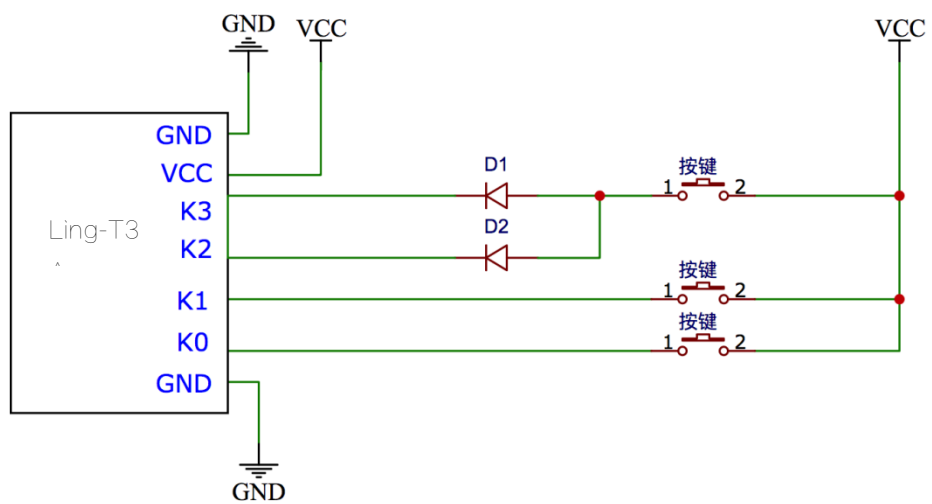 GND
VCC
VCC
GND
VCC
D1
按键
1
2
K3
Lìng-T3
D2
K2
按键
1
2
K1
按键
1
2
K0
GND
GND